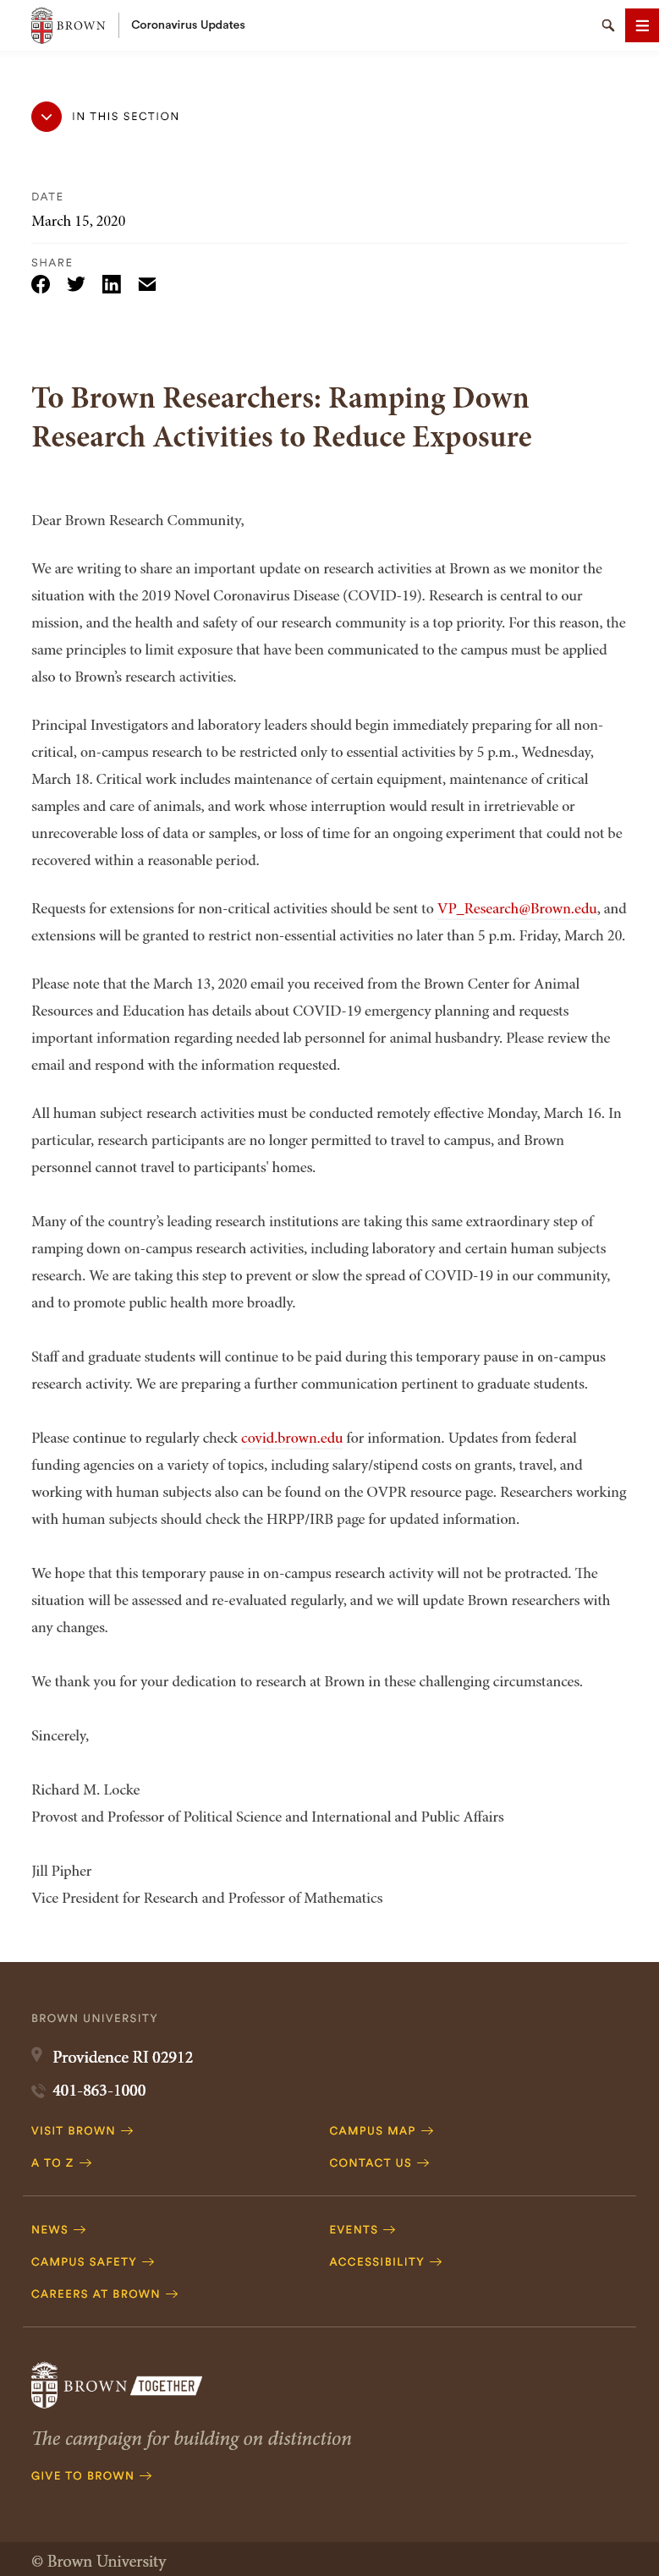 BROWN
Coronavirus Updates
IN THIS SECTION
DATE
March 15, 2020
SHARE
To Brown Researchers: Ramping Down
Research Activities to Reduce Exposure
Dear Brown Research Community,
We are writing to share an important update on research activities at Brown as we monitor the
situation with the 2019 Novel Coronavirus Disease (COVID-19). Research is central to our
mission, and the health and safety of our research community is a top priority. For this reason, the
same principles to limit exposure that have been communicated to the campus must be applied
also to Brown’s research activities.
Principal Investigators and laboratory leaders should begin immediately preparing for all non-
critical, on-campus research to be restricted only to essential activities by 5 p.m., Wednesday,
March 18. Critical work includes maintenance of certain equipment, maintenance of critical
samples and care of animals, and work whose interruption would result in irretrievable or
unrecoverable loss of data or samples, or loss of time for an ongoing experiment that could not be
recovered within a reasonable period.
Requests for extensions for non-critical activities should be sent to VP_Research@Brown.edu, and
extensions will be granted to restrict non-essential activities no later than 5 p.m. Friday, March 20.
Please note that the March 13, 2020 email you received from the Brown Center for Animal
Resources and Education has details about COVID-19 emergency planning and requests
important information regarding needed lab personnel for animal husbandry. Please review the
email and respond with the information requested.
All human subject research activities must be conducted remotely effective Monday, March 16. In
particular, research participants are no longer permitted to travel to campus, and Brown
personnel cannot travel to participants' homes.
Many of the country’s leading research institutions are taking this same extraordinary step of
ramping down on-campus research activities, including laboratory and certain human subjects
research. We are taking this step to prevent or slow the spread of COVID-19 in our community,
and to promote public health more broadly.
Staff and graduate students will continue to be paid during this temporary pause in on-campus
research activity. We are preparing a further communication pertinent to graduate students.
Please continue to regularly check covid.brown.edu for information. Updates from federal
funding agencies on a variety of topics, including salary/stipend costs on grants, travel, and
working with human subjects also can be found on the OVPR resource page. Researchers working
with human subjects should check the HRPP/IRB page for updated information.
We hope that this temporary pause in on-campus research activity will not be protracted. The
situation will be assessed and re-evaluated regularly, and we will update Brown researchers with
any changes.
We thank you for your dedication to research at Brown in these challenging circumstances.
Sincerely,
Richard M. Locke
Provost and Professor of Political Science and International and Public Affairs
Jill Pipher
Vice President for Research and Professor of Mathematics
BROWN UNIVERSITY
Providence RI 02912
401-863-1000
VISIT BROWN → CAMPUS MAP →
A TO Z → CONTACT US →
NEWS → EVENTS →
CAMPUS SAFETY → ACCESSIBILITY →
CAREERS AT BROWN →
BROWN TOGETHER
The campaign for building on distinction
GIVE TO BROWN →
© Brown University